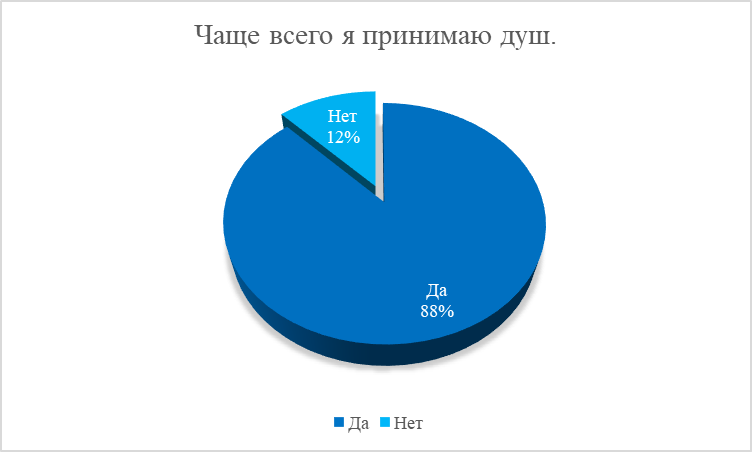 Чаще всего я принимаю душ.
Нет
12%
Да
88%
Да Нет